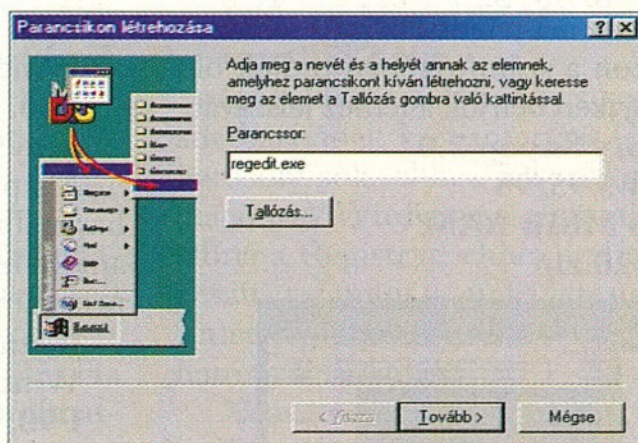 Parancsikon létrehozása
Adja meg a nevét és a helyét annak az elemnek,
amelyhez parancsikont kíván létrehozni, vagy keresse
meg az elemet a Tallózás gombra való kattintással.
Parancssor:
regedit.exe
Tallózás...
< Vissza
Tovább >
Mégse